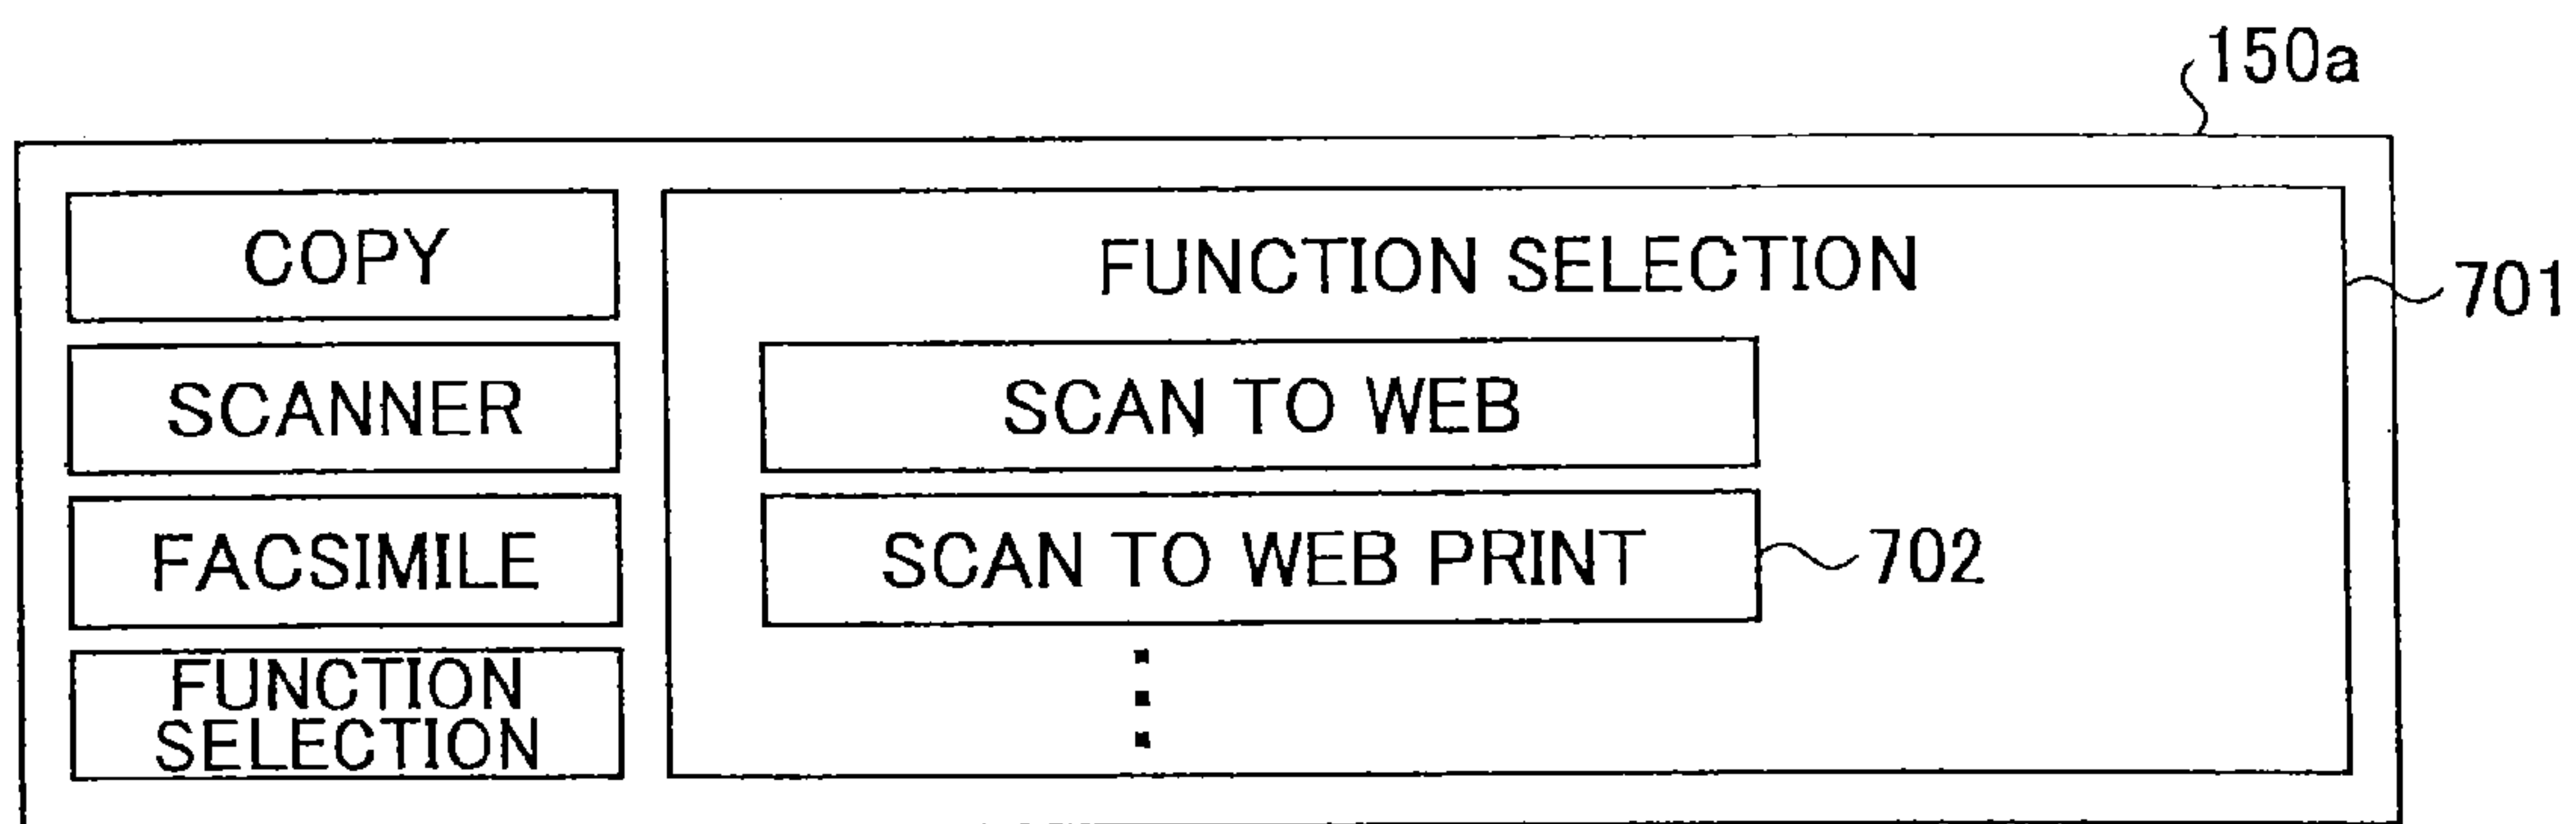 150a
COPY
SCANNER
FACSIMILE
FUNCTION
SELECTION
FUNCTION SELECTION
701
SCAN TO WEB
SCAN TO WEB PRINT
702